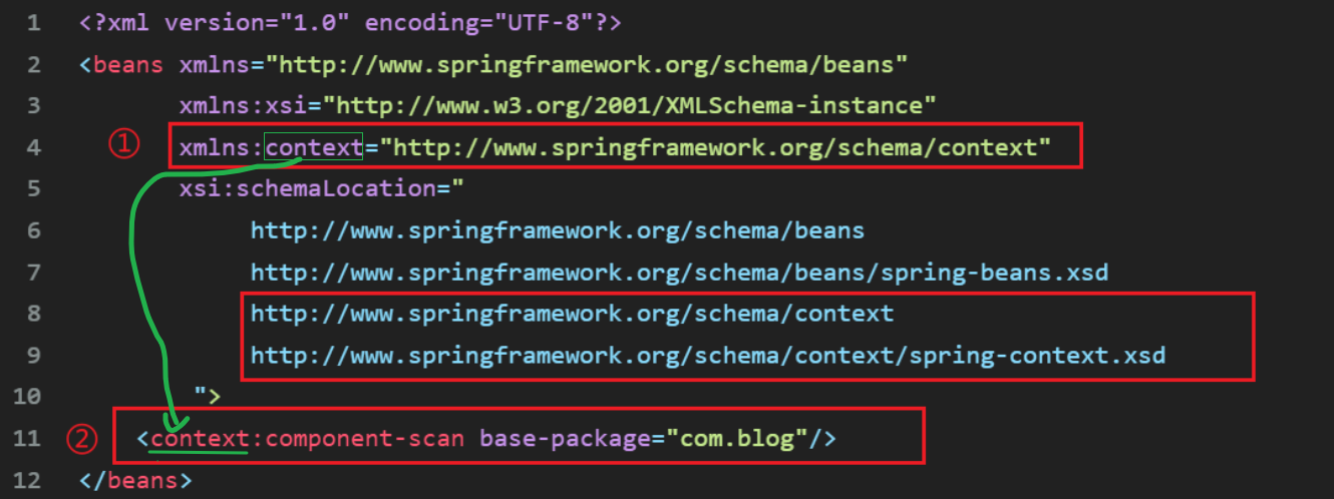 1 <?xml version="1.0" encoding="UTF-8"?>
2 <beans xmlns="http://www.springframework.org/schema/beans"
3 xmlns:xsi="http://www.w3.org/2001/XMLSchema-instance"
① 4 xmlns:context="http://www.springframework.org/schema/context"
5 xsi:schemaLocation="
6 http://www.springframework.org/schema/beans
7 http://www.springframework.org/schema/beans/spring-beans.xsd
8 http://www.springframework.org/schema/context
9 http://www.springframework.org/schema/context/spring-context.xsd
10 ">
11 ② <context:component-scan base-package="com.blog"/>
12 </beans>